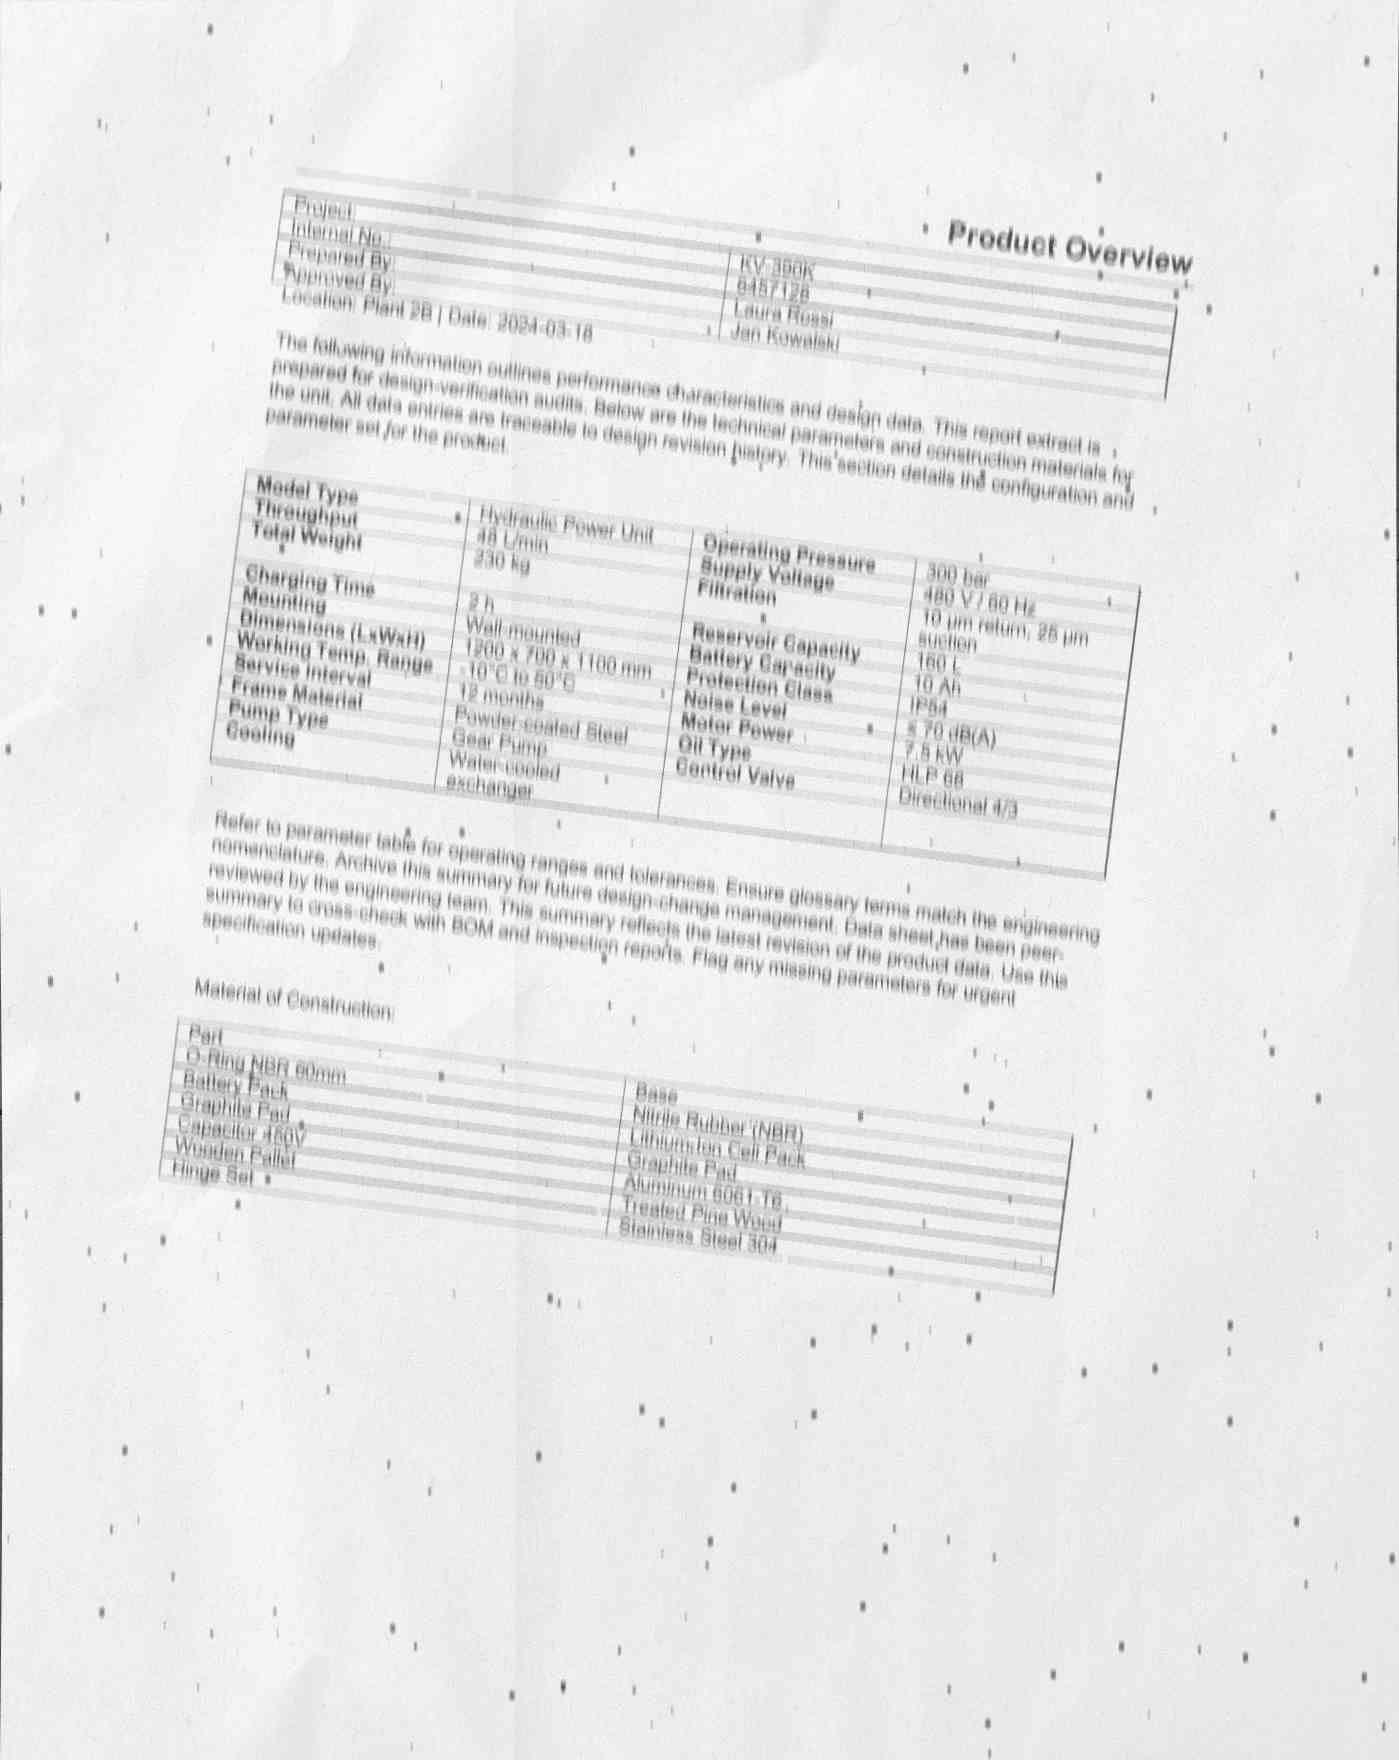 Product Overview
Project: KV-390K
Internal No.: 8457128
Prepared By: Laura Rossi
Approved By: Jan Kowalski
Location: Plant 2B | Date: 2024-03-18
The following information outlines performance characteristics and design data. This report extract is
prepared for design-verification audits. Below are the technical parameters and construction materials for
the unit. All data entries are traceable to design revision history. This section details the configuration and
parameter set for the product.
Model Type Hydraulic Power Unit Operating Pressure 300 bar
Throughput 48 L/min Supply Voltage 480 V / 60 Hz
Total Weight 230 kg Filtration 10 µm return, 25 µm
suction
Charging Time 2 h Reservoir Capacity 160 L
Mounting Wall-mounted Battery Capacity 10 Ah
Dimensions (LxWxH) 1200 x 700 x 1100 mm Protection Class IP54
Working Temp. Range -10°C to 60°C Noise Level ≤ 70 dB(A)
Service Interval 12 months Motor Power 7.5 kW
Frame Material Powder-coated Steel Oil Type HLP 68
Pump Type Gear Pump Control Valve Directional 4/3
Cooling Water-cooled
exchanger
Refer to parameter table for operating ranges and tolerances. Ensure glossary terms match the engineering
nomenclature. Archive this summary for future design-change management. Data sheet has been peer-
reviewed by the engineering team. This summary reflects the latest revision of the product data. Use this
summary to cross-check with BOM and inspection reports. Flag any missing parameters for urgent
specification updates.
Material of Construction:
Part Base
O-Ring NBR 60mm Nitrile Rubber (NBR)
Battery Pack Lithium-Ion Cell Pack
Graphite Pad Graphite Pad
Capacitor 450V Aluminum 6061-T6
Wooden Pallet Treated Pine Wood
Hinge Set Stainless Steel 304